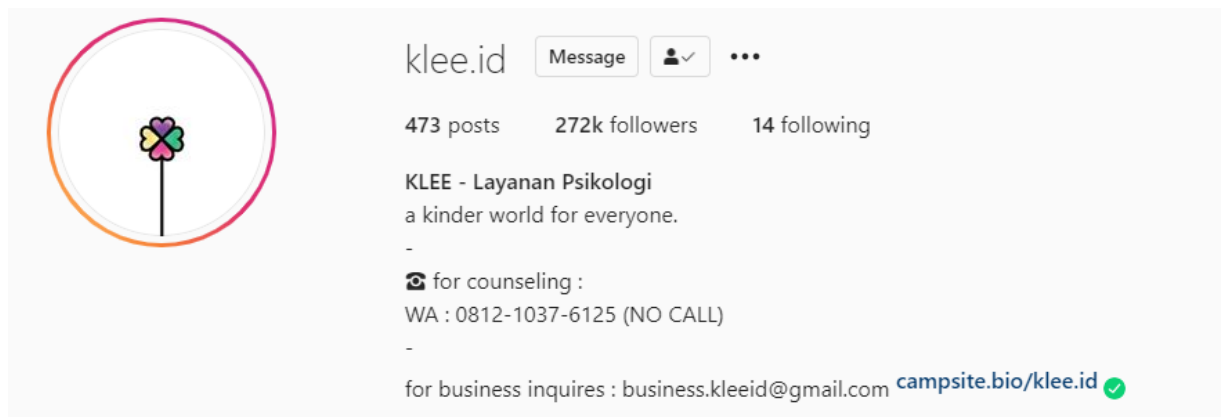 klee.id Message
473 posts 272k followers 14 following
KLEE - Layanan Psikologi
a kinder world for everyone.
-
☎ for counseling :
WA : 0812-1037-6125 (NO CALL)
-
for business inquires : business.kleeid@gmail.com campsite.bio/klee.id